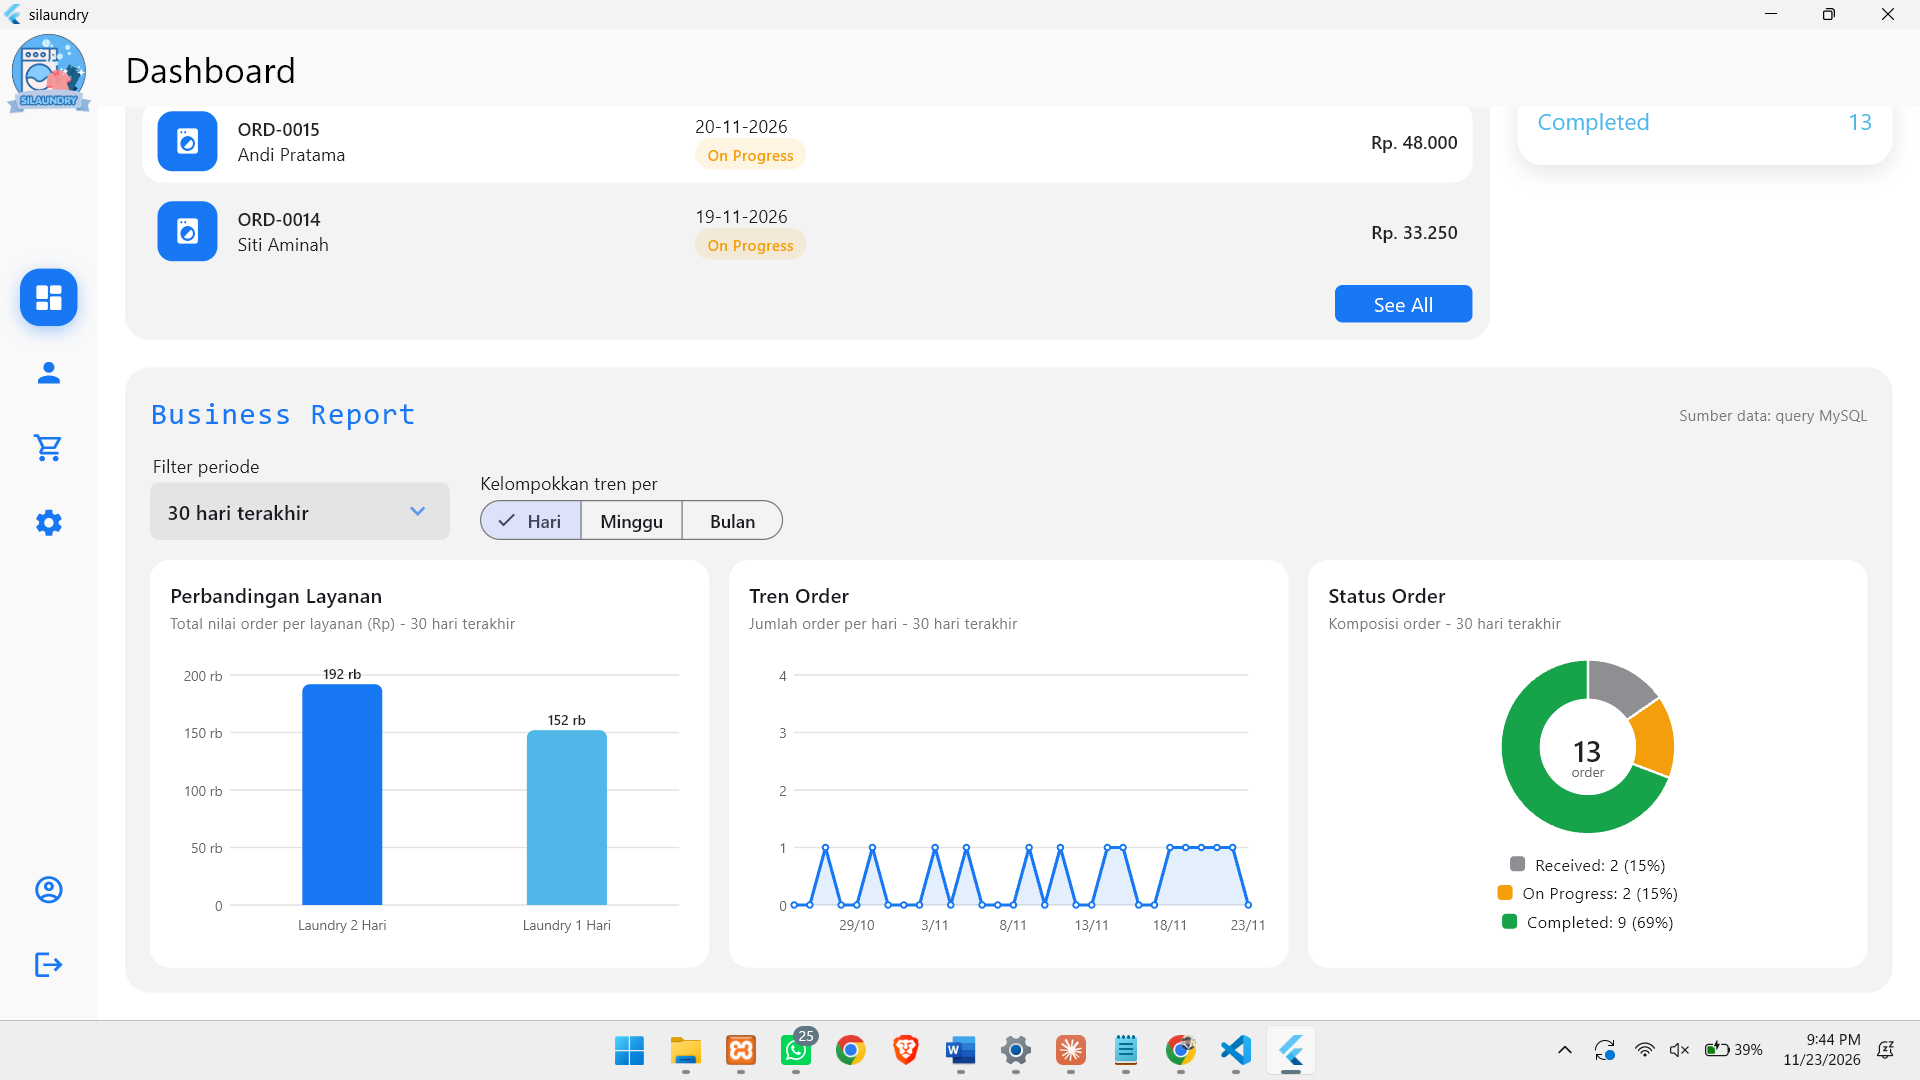 silaundry
SILAUNDRY
Dashboard
ORD-0015
Andi Pratama
20-11-2026
On Progress
Rp. 48.000
ORD-0014
Siti Aminah
19-11-2026
On Progress
Rp. 33.250
See All
Completed 13
Business Report
Sumber data: query MySQL
Filter periode
30 hari terakhir
Kelompokkan tren per
Hari Minggu Bulan
Perbandingan Layanan
Total nilai order per layanan (Rp) - 30 hari terakhir
200 rb
150 rb
100 rb
50 rb
0
192 rb
152 rb
Laundry 2 Hari Laundry 1 Hari
Tren Order
Jumlah order per hari - 30 hari terakhir
4
3
2
1
0
29/10 3/11 8/11 13/11 18/11 23/11
Status Order
Komposisi order - 30 hari terakhir
13
order
Received: 2 (15%)
On Progress: 2 (15%)
Completed: 9 (69%)
25
W
39%
9:44 PM
11/23/2026